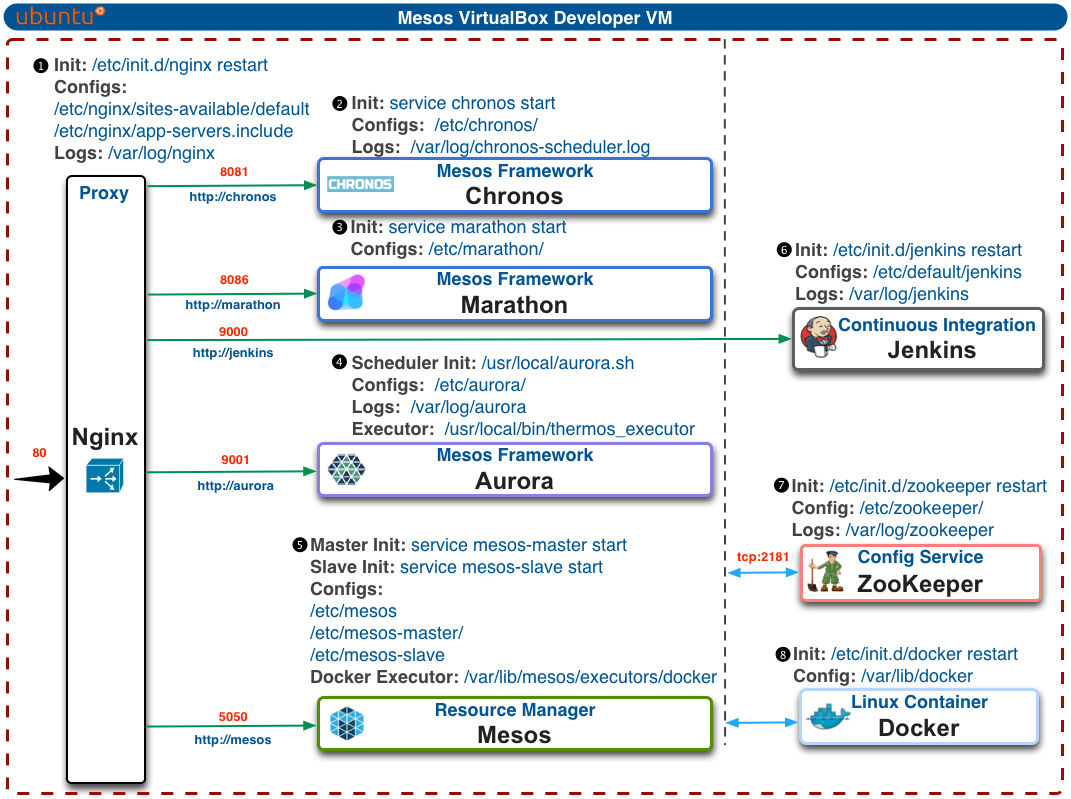 ubuntu
Mesos VirtualBox Developer VM
❶ Init: /etc/init.d/nginx restart
Configs:
/etc/nginx/sites-available/default
/etc/nginx/app-servers.include
Logs: /var/log/nginx
Proxy
Nginx
80
❷ Init: service chronos start
Configs: /etc/chronos/
Logs: /var/log/chronos-scheduler.log
8081
http://chronos
CHRONOS
Mesos Framework
Chronos
❸ Init: service marathon start
Configs: /etc/marathon/
8086
http://marathon
Mesos Framework
Marathon
9000
http://jenkins
❹ Scheduler Init: /usr/local/aurora.sh
Configs: /etc/aurora/
Logs: /var/log/aurora
Executor: /usr/local/bin/thermos_executor
9001
http://aurora
Mesos Framework
Aurora
❺ Master Init: service mesos-master start
Slave Init: service mesos-slave start
Configs:
/etc/mesos
/etc/mesos-master/
/etc/mesos-slave
Docker Executor: /var/lib/mesos/executors/docker
5050
http://mesos
Resource Manager
Mesos
❻ Init: /etc/init.d/jenkins restart
Configs: /etc/default/jenkins
Logs: /var/log/jenkins
Continuous Integration
Jenkins
❼ Init: /etc/init.d/zookeeper restart
Config: /etc/zookeeper/
Logs: /var/log/zookeeper
tcp:2181
Config Service
ZooKeeper
❽ Init: /etc/init.d/docker restart
Config: /var/lib/docker
Linux Container
Docker